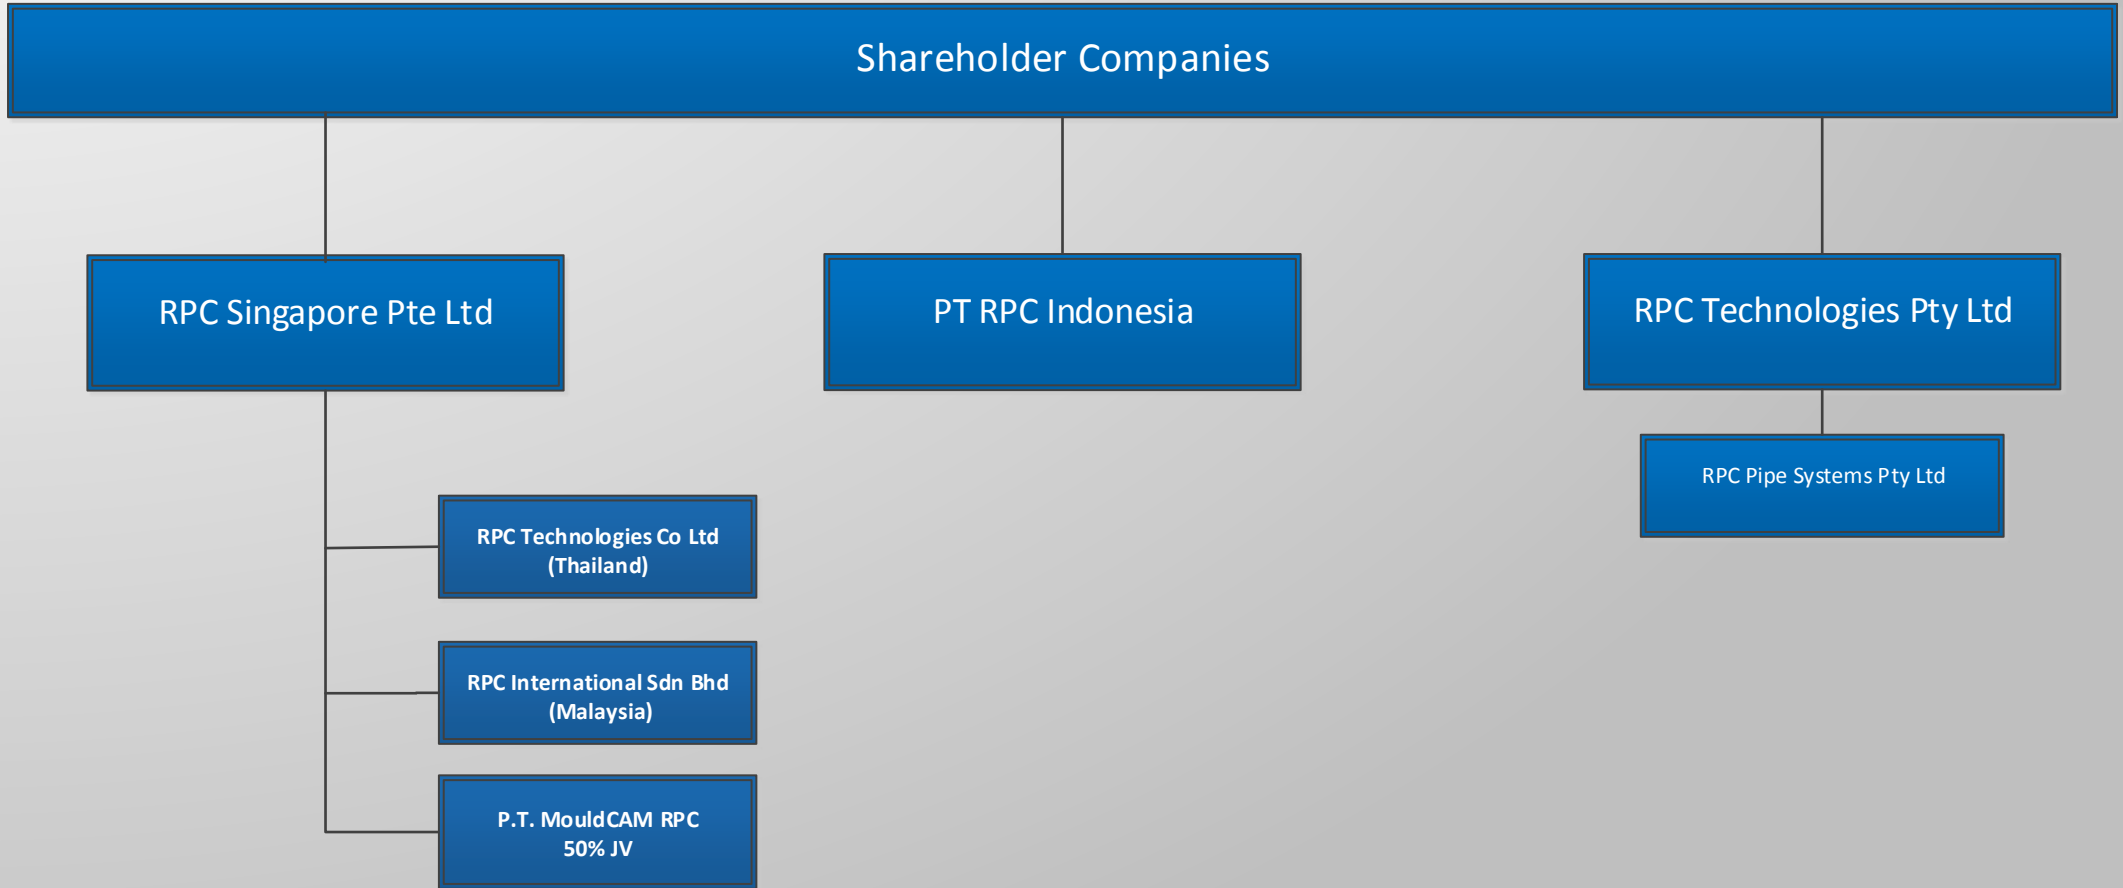 Shareholder Companies
RPC Singapore Pte Ltd
PT RPC Indonesia
RPC Technologies Pty Ltd
RPC Pipe Systems Pty Ltd
RPC Technologies Co Ltd
(Thailand)
RPC International Sdn Bhd
(Malaysia)
P.T. MouldCAM RPC
50% JV